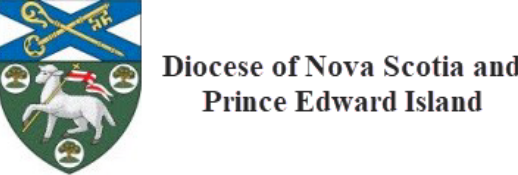 Diocese of Nova Scotia and
Prince Edward Island